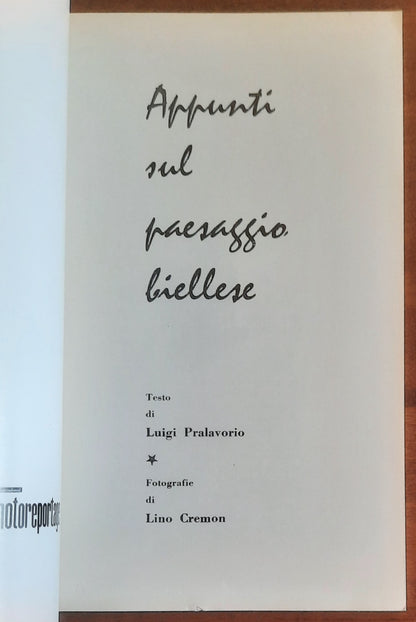 Appunti
sul
paesaggio
biellese
Testo
di
Luigi Pralavorio
Fotografie
di
Lino Cremon